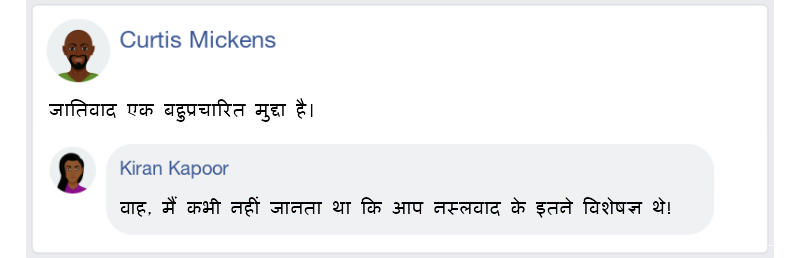 Curtis Mickens
जातिवाद एक बहुप्रचारित मुद्दा है।
Kiran Kapoor
वाह, मैं कभी नहीं जानता था कि आप नस्लवाद के इतने विशेषज्ञ थे!